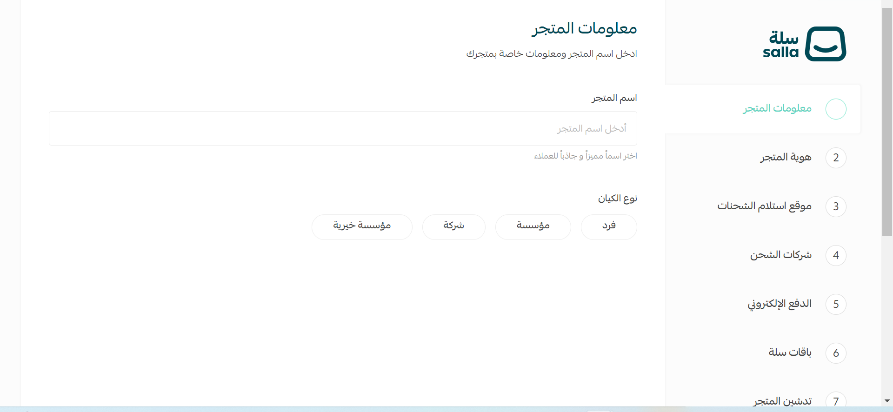 سلة
salla
معلومات المتجر
2 هوية المتجر
3 موقع استلام الشحنات
4 شركات الشحن
5 الدفع الإلكتروني
6 باقات سلة
7 تدشين المتجر
معلومات المتجر
ادخل اسم المتجر ومعلومات خاصة بمتجرك
اسم المتجر
أدخل اسم المتجر
اختر اسماً مميزاً و جاذباً للعملاء
نوع الكيان
فرد مؤسسة شركة مؤسسة خيرية